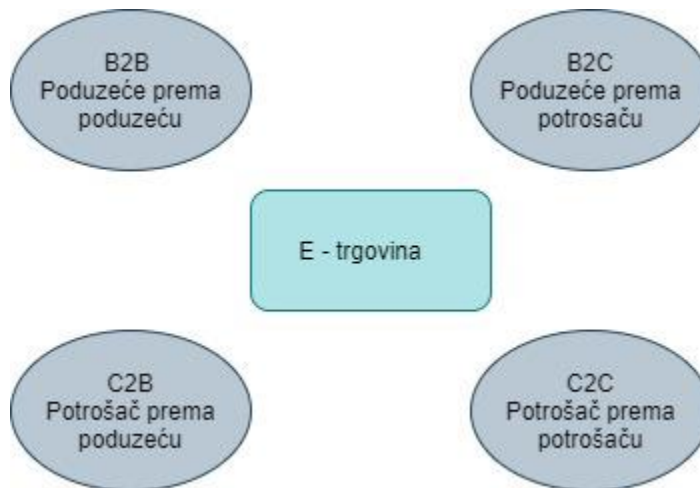 B2B
Poduzeće prema
poduzeću
B2C
Poduzeće prema
potrosaču
E - trgovina
C2B
Potrošač prema
poduzeću
C2C
Potrošač prema
potrošaču